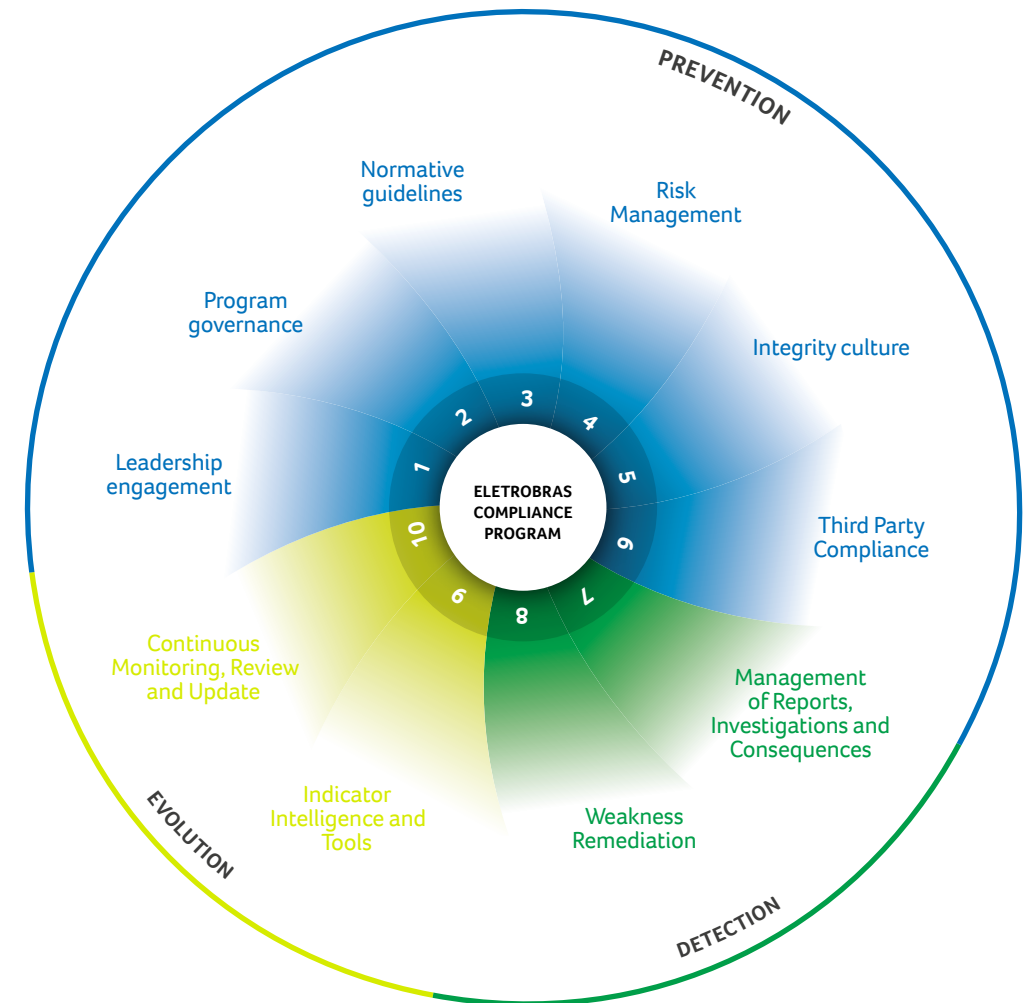 PREVENTION
Normative
guidelines
Risk
Management
Program
governance
Integrity culture
Leadership
engagement
Third Party
Compliance
1
2
3
4
5
6
7
8
9
10
ELETROBRAS
COMPLIANCE
PROGRAM
Continuous
Monitoring, Review
and Update
Management
of Reports,
Investigations and
Consequences
Indicator
Intelligence and
Tools
Weakness
Remediation
EVOLUTION
DETECTION